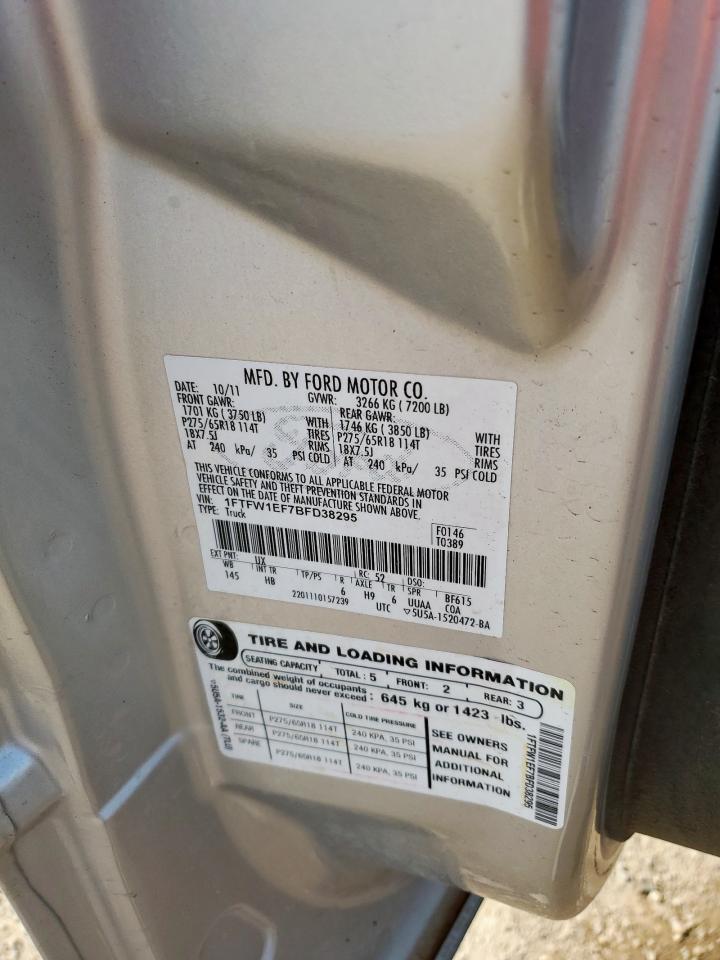 MFD. BY FORD MOTOR CO.
DATE: 10/11 GVWR: 3266 KG ( 7200 LB)
FRONT GAWR: REAR GAWR:
1701 KG (3750 LB) WITH 1746 KG ( 3850 LB) WITH
P275/65R18 114T TIRES P275/65R18 114T TIRES
18X7.5J RIMS 18X7.5J RIMS
AT 240 kPa/ 35 PSI COLD AT 240 kPa/ 35 PSI COLD
THIS VEHICLE CONFORMS TO ALL APPLICABLE FEDERAL MOTOR
VEHICLE SAFETY AND THEFT PREVENTION STANDARDS IN
EFFECT ON THE DATE OF MANUFACTURE SHOWN ABOVE.
VIN: 1FTFW1EF7BFD38295
TYPE: Truck
F0146
T0389
EXT PNT: UX RC: 52 DSO:
WB INT TR TP/PS R AXLE TR SPR BF615
145 HB 6 H9 6 UUAA COA
2201110157239 UTC ▽5U5A-1520472-BA
TIRE AND LOADING INFORMATION
SEATING CAPACITY TOTAL: 5 FRONT: 2 REAR: 3
The combined weight of occupants
and cargo should never exceed: 645 kg or 1423 lbs.
TIRE SIZE COLD TIRE PRESSURE
FRONT P275/65R18 114T 240 KPA, 35 PSI
REAR P275/65R18 114T 240 KPA, 35 PSI
SPARE P275/65R18 114T 240 KPA, 35 PSI
SEE OWNERS
MANUAL FOR
ADDITIONAL
INFORMATION
1FTFW1EF7BFD38295